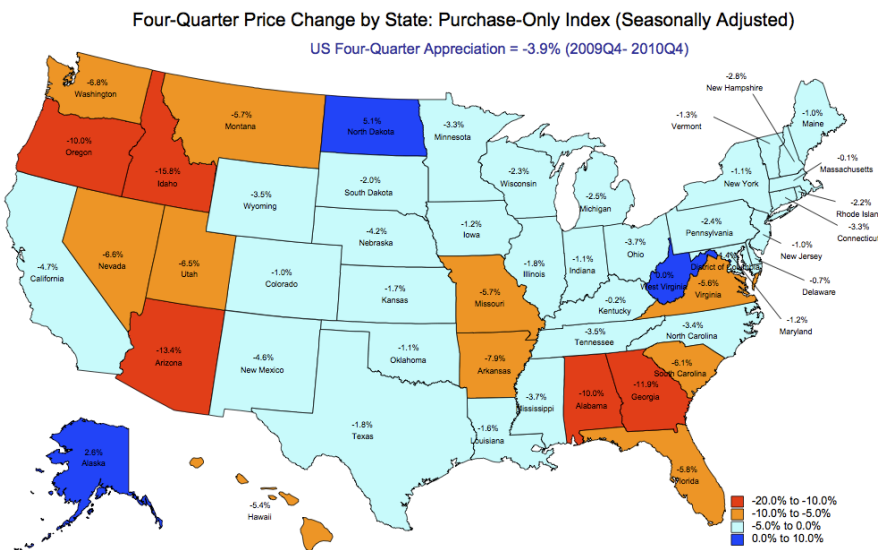 Four-Quarter Price Change by State: Purchase-Only Index (Seasonally Adjusted)
US Four-Quarter Appreciation = -3.9% (2009Q4- 2010Q4)
-6.8%
Washington
-10.0%
Oregon
-15.8%
Idaho
-5.7%
Montana
5.1%
North Dakota
-3.3%
Minnesota
-2.8%
New Hampshire
-1.3%
Vermont
-1.0%
Maine
-0.1%
Massachusetts
-1.1%
New York
-2.2%
Rhode Islan
-3.3%
Connecticut
-3.5%
Wyoming
-2.0%
South Dakota
-2.3%
Wisconsin
-2.5%
Michigan
-2.4%
Pennsylvania
-1.0%
New Jersey
-4.7%
California
-6.6%
Nevada
-6.5%
Utah
-1.0%
Colorado
-4.2%
Nebraska
-1.2%
Iowa
-1.8%
Illinois
-1.1%
Indiana
-3.7%
Ohio
0.0%
West Virginia
District of Columbia
-5.6%
Virginia
-0.7%
Delaware
-1.2%
Maryland
-1.7%
Kansas
-5.7%
Missouri
-0.2%
Kentucky
-13.4%
Arizona
-4.6%
New Mexico
-1.1%
Oklahoma
-7.9%
Arkansas
-3.5%
Tennessee
-3.4%
North Carolina
-6.1%
South Carolina
-1.8%
Texas
-1.6%
Louisiana
-3.7%
Mississippi
-10.0%
Alabama
-11.9%
Georgia
-5.8%
Florida
2.6%
Alaska
-5.4%
Hawaii
-20.0% to -10.0%
-10.0% to -5.0%
-5.0% to 0.0%
0.0% to 10.0%